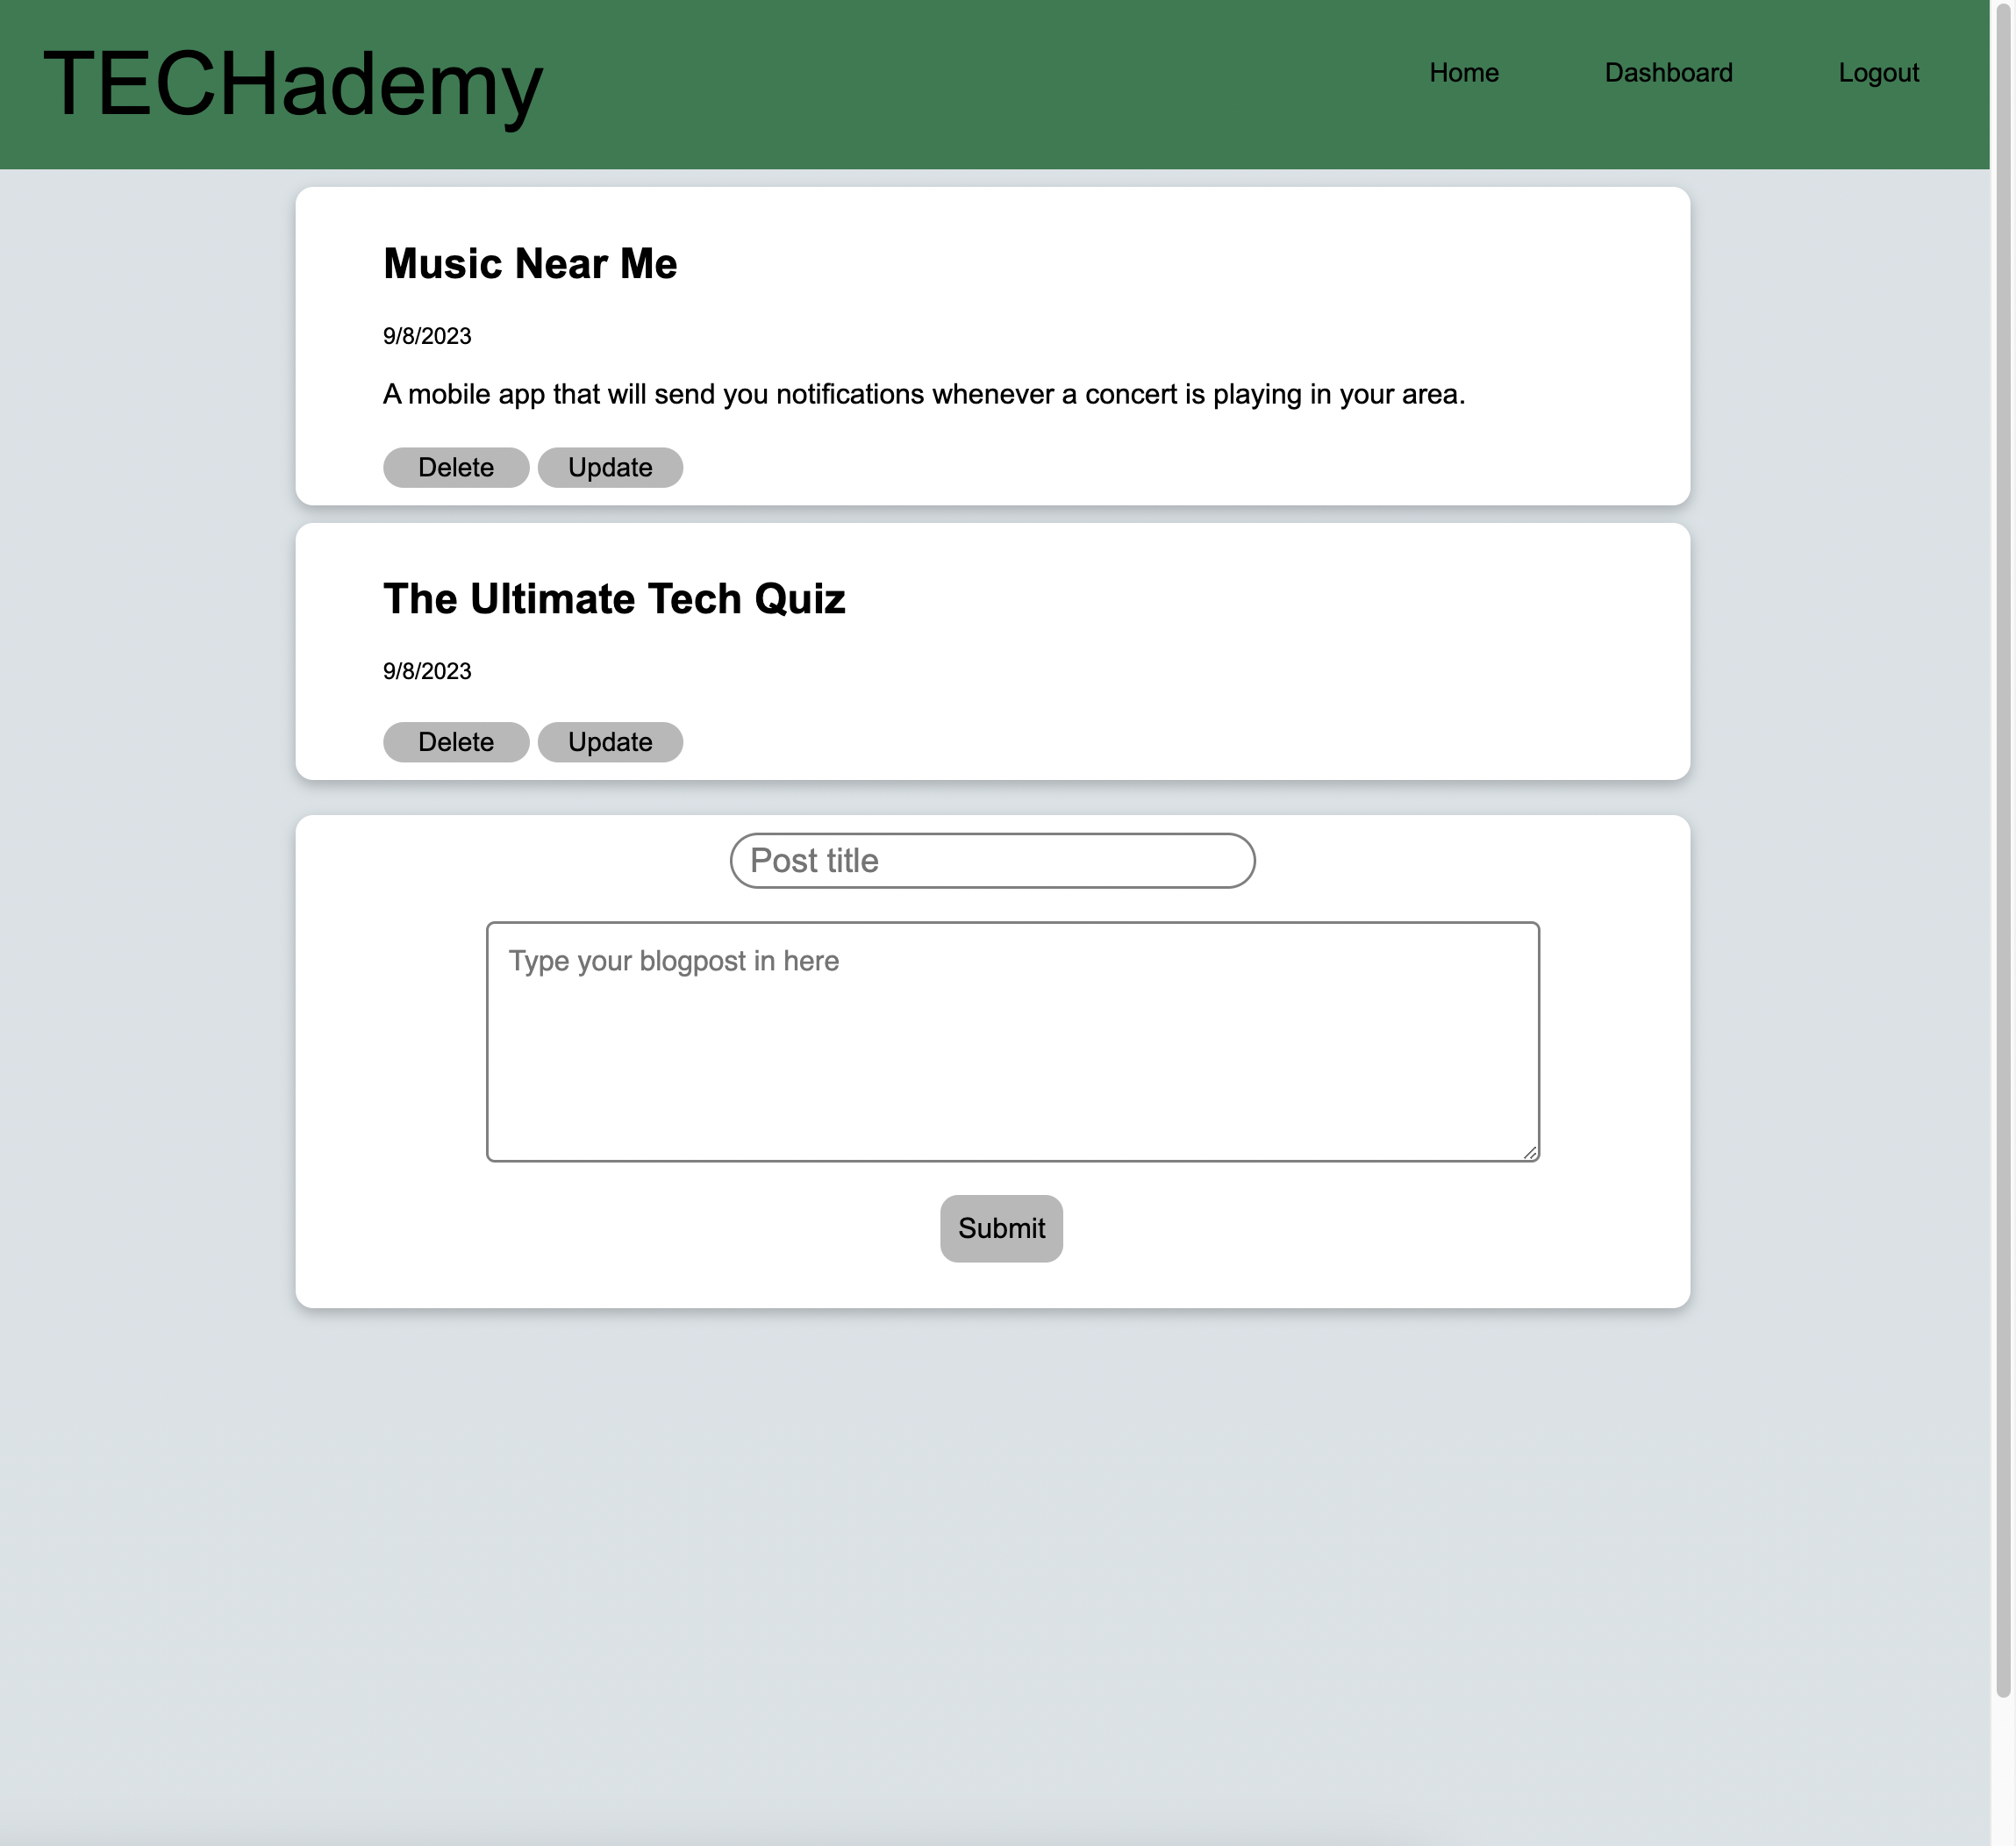 TECHademy
Home Dashboard Logout
Music Near Me
9/8/2023
A mobile app that will send you notifications whenever a concert is playing in your area.
Delete Update
The Ultimate Tech Quiz
9/8/2023
Delete Update
Post title
Type your blogpost in here
Submit